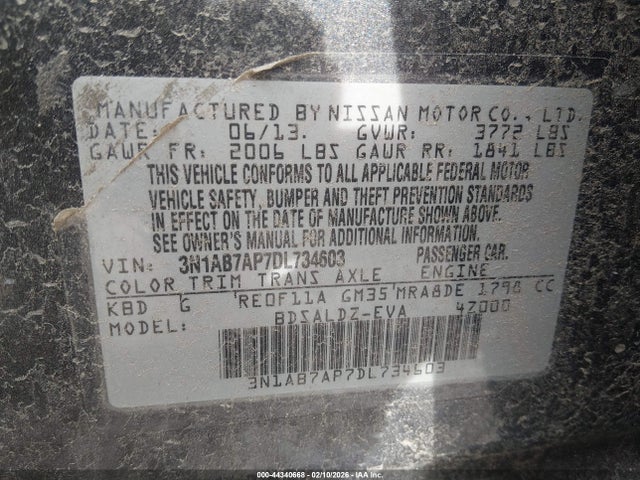 MANUFACTURED BY NISSAN MOTOR CO., LTD.
DATE: 06/13. GVWR: 3772 LBS
GAWR FR: 2006 LBS GAWR RR: 1841 LBS
THIS VEHICLE CONFORMS TO ALL APPLICABLE FEDERAL MOTOR
VEHICLE SAFETY, BUMPER AND THEFT PREVENTION STANDARDS
IN EFFECT ON THE DATE OF MANUFACTURE SHOWN ABOVE.
SEE OWNER'S MANUAL FOR ADDITIONAL INFORMATION.
VIN: 3N1AB7AP7DL734603 PASSENGER CAR.
COLOR TRIM TRANS AXLE ENGINE
KBD G RE0F11A GM35 MRA8DE 1798 CC
MODEL: BDSALDZ-EVA 47000
3N1AB7AP7DL734603
000-44340668 - 02/10/2026 - IAA Inc.